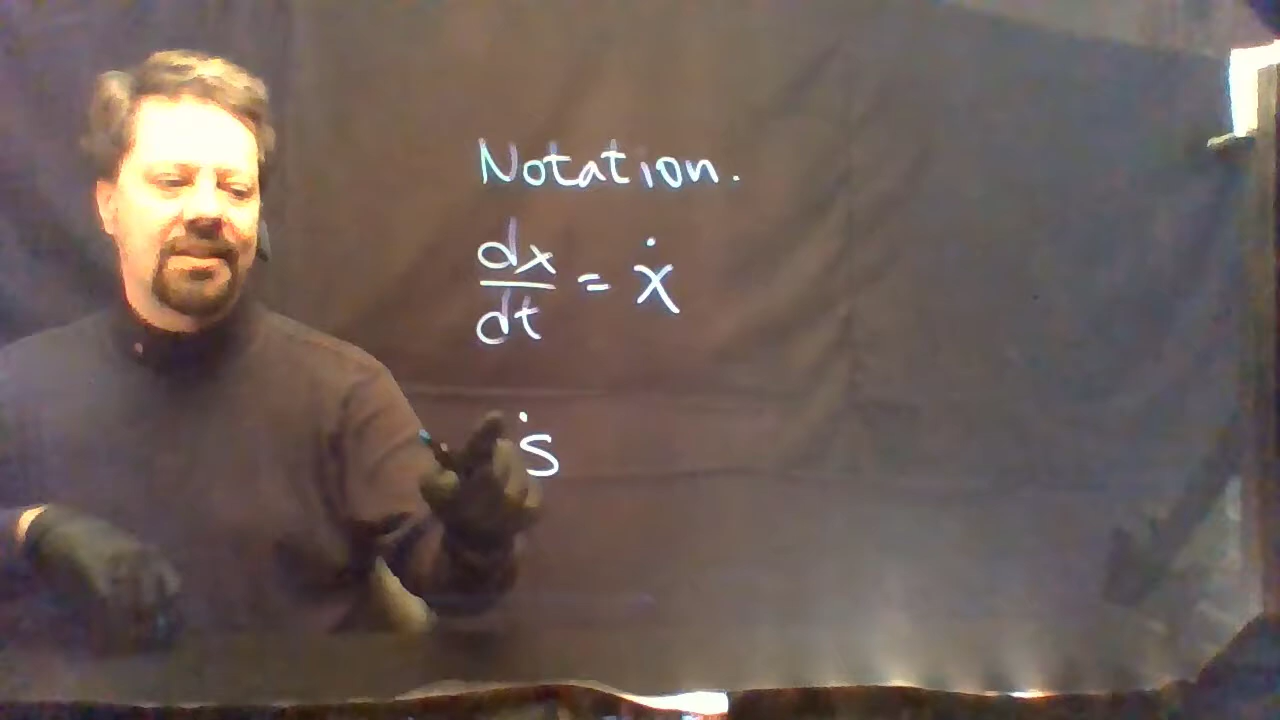 Notation.
dx/dt = ẋ
ṡ